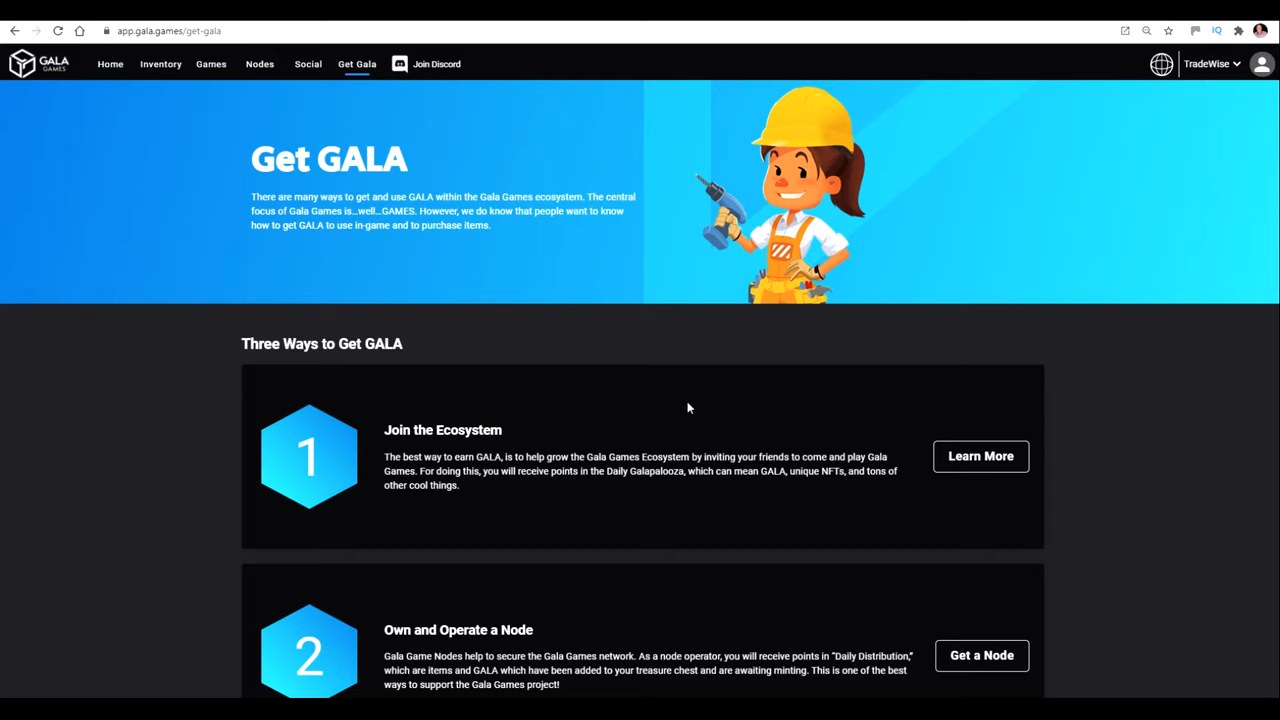 app.gala.games/get-gala
IQ
GALA
GAMES
Home Inventory Games Nodes Social Get Gala Join Discord TradeWise
Get GALA
There are many ways to get and use GALA within the Gala Games ecosystem. The central
focus of Gala Games is...well...GAMES. However, we do know that people want to know
how to get GALA to use in-game and to purchase items.
Three Ways to Get GALA
1
Join the Ecosystem
The best way to earn GALA, is to help grow the Gala Games Ecosystem by inviting your friends to come and play Gala
Games. For doing this, you will receive points in the Daily Galapalooza, which can mean GALA, unique NFTs, and tons of
other cool things.
Learn More
2
Own and Operate a Node
Gala Game Nodes help to secure the Gala Games network. As a node operator, you will receive points in “Daily Distribution,”
which are items and GALA which have been added to your treasure chest and are awaiting minting. This is one of the best
ways to support the Gala Games project!
Get a Node